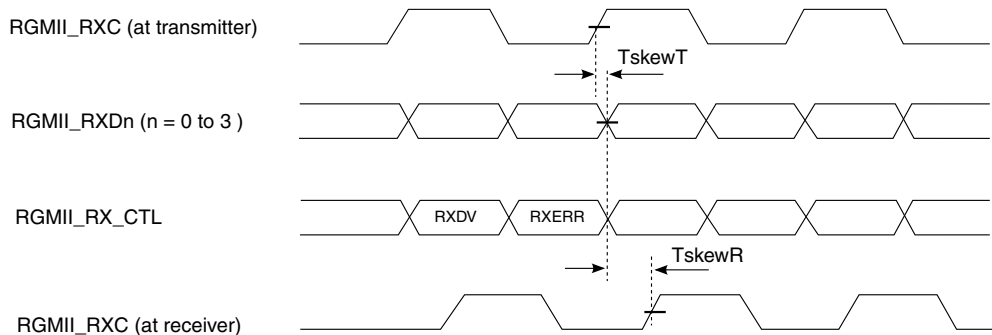 RGMII_RXC (at transmitter)
TskewT
RGMII_RXDn (n = 0 to 3 )
RGMII_RX_CTL
RXDV
RXERR
TskewR
RGMII_RXC (at receiver)